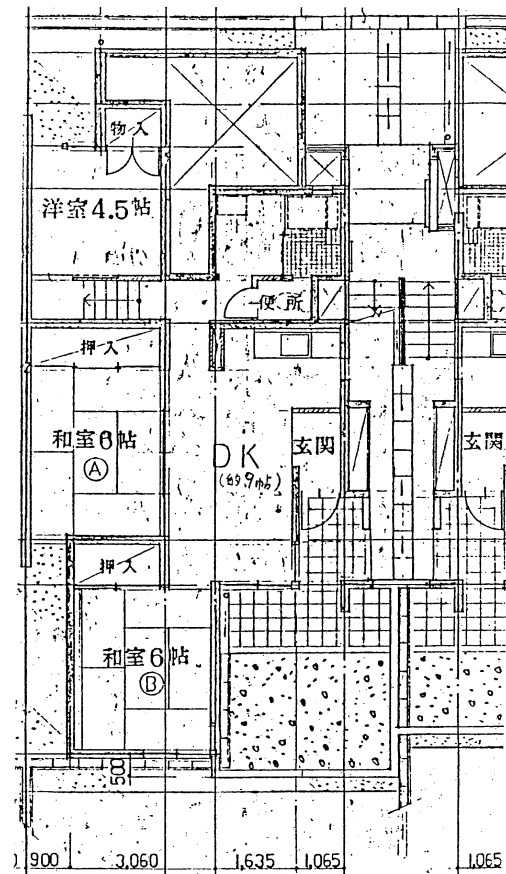 物入
洋室4.5帖
便所
押入
和室6帖
Ⓐ
DK
(約9帖)
玄関
玄関
押入
和室6帖
Ⓑ
500
900
3,060
1,635
1,065
1,065